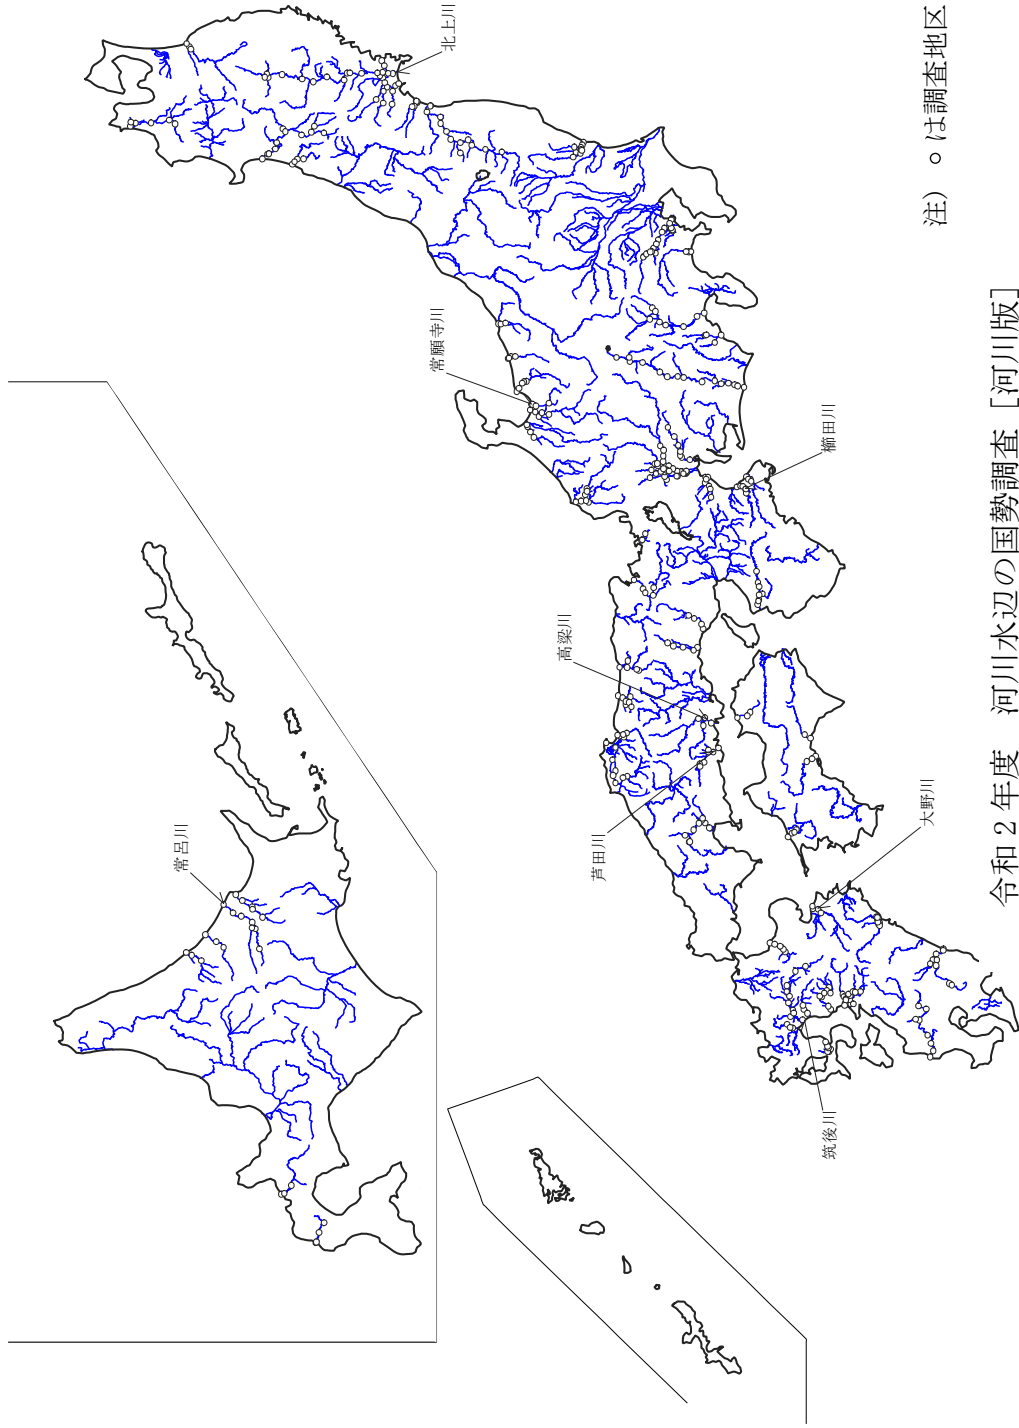 北上川
常願寺川
櫛田川
高梁川
芦田川
大野川
筑後川
常呂川
注) ○ は調査地区
令和２年度 河川水辺の国勢調査 [河川版]